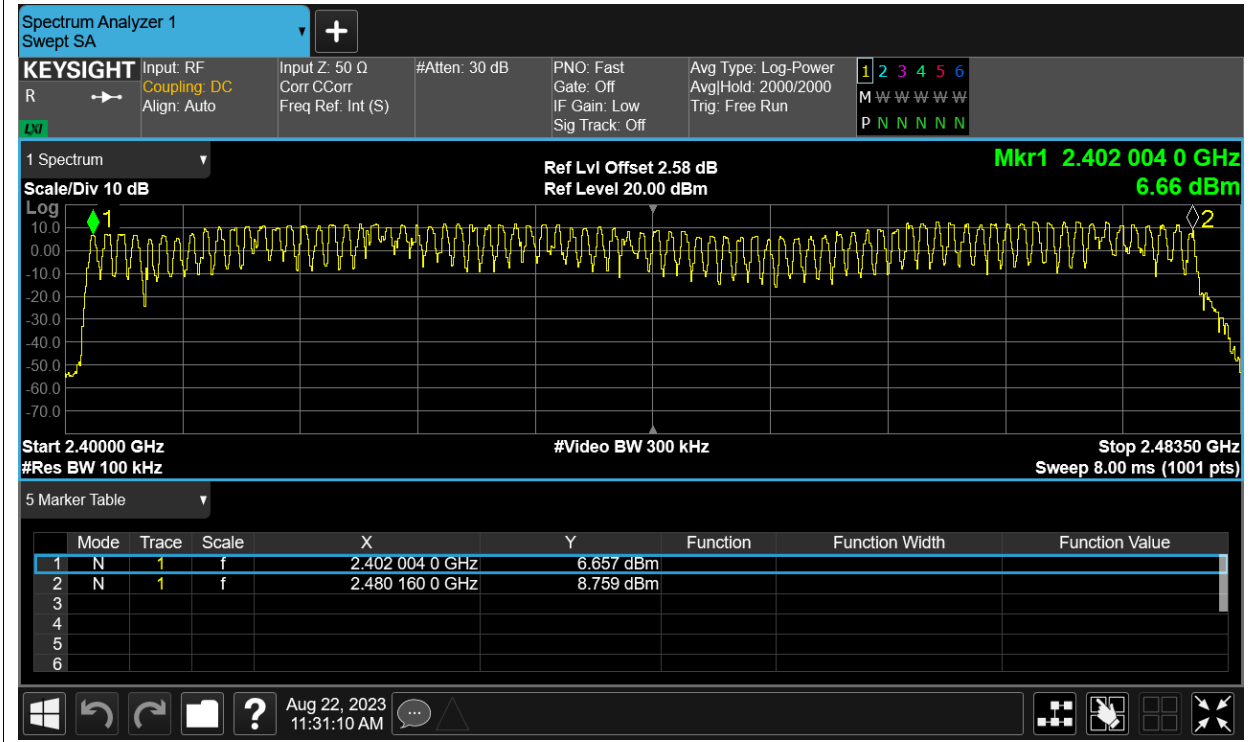 Spectrum Analyzer 1
Swept SA
KEYSIGHT
R
LXI
Input: RF
Coupling: DC
Align: Auto
Input Z: 50 Ω
Corr CCorr
Freq Ref: Int (S)
#Atten: 30 dB
PNO: Fast
Gate: Off
IF Gain: Low
Sig Track: Off
Avg Type: Log-Power
Avg|Hold: 2000/2000
Trig: Free Run
1 2 3 4 5 6
M W W W W W
P N N N N N
1 Spectrum
Scale/Div 10 dB
Ref Lvl Offset 2.58 dB
Ref Level 20.00 dBm
Mkr1 2.402 004 0 GHz
6.66 dBm
Log
10.0
0.00
-10.0
-20.0
-30.0
-40.0
-50.0
-60.0
-70.0
1
2
Start 2.40000 GHz
#Res BW 100 kHz
#Video BW 300 kHz
Stop 2.48350 GHz
Sweep 8.00 ms (1001 pts)
5 Marker Table
Mode Trace Scale X Y Function Function Width Function Value
1 N 1 f 2.402 004 0 GHz 6.657 dBm
2 N 1 f 2.480 160 0 GHz 8.759 dBm
3
4
5
6
?
Aug 22, 2023
11:31:10 AM